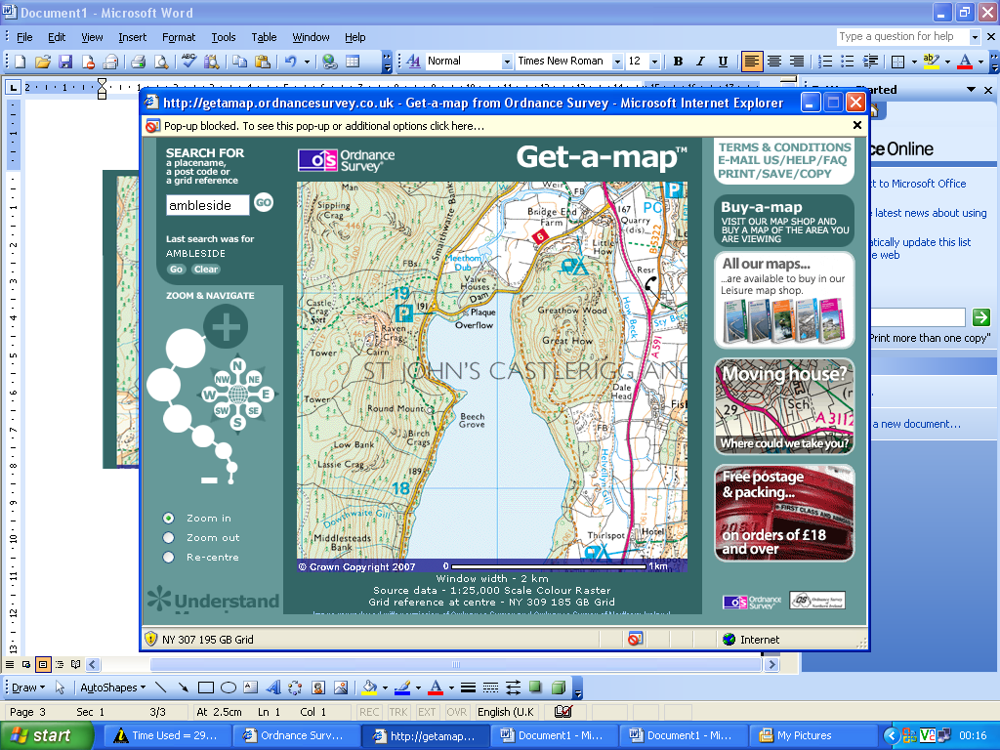 Document1 - Microsoft Word
File Edit View Insert Format Tools Table Window Help
Type a question for help
Normal Times New Roman 12 B I U
http://getamap.ordnancesurvey.co.uk - Get-a-map from Ordnance Survey - Microsoft Internet Explorer
Pop-up blocked. To see this pop-up or additional options click here...
SEARCH FOR
a placename,
a post code or
a grid reference
ambleside GO
Last search was for
AMBLESIDE
Go Clear
ZOOM & NAVIGATE
N
NW NE
W E
SW SE
S
Zoom in
Zoom out
Re-centre
Understand
Ordnance
Survey
Get-a-map™
Man
Sippling
Crag
Smarthwaite Bank
Weir
FB
Bridge End
Farm
6
167
Quarry
(dis)
P
PC
B5322
Little
How
Meethom
Dub
FBs
Valve
Houses
Dam
Resr
19
Castle
Crag
Fort
P
191
Plaque
Overflow
Raven
Crag
Greathow Wood
How Beck
Sty Beck
Tower
Cairn
Great How
A591
ST JOHN'S CASTLERIGG AND
Tower
Round Mount
Dale
Head
Fis
Beech
Grove
Birch
Crags
FB
Low Bank
Lassie Crag
189
18
Helvellyn Gill
Dowthwaite Gill
Middlesteads
Bank
Thirlspot
Hotel
© Crown Copyright 2007 0 1km
Window width - 2 km
Source data - 1:25,000 Scale Colour Raster
Grid reference at centre - NY 309 185 GB Grid
TERMS & CONDITIONS
E-MAIL US/HELP/FAQ
PRINT/SAVE/COPY
Buy-a-map
VISIT OUR MAP SHOP AND
BUY A MAP OF THE AREA YOU
ARE VIEWING
All our maps...
...are available to buy in our
Leisure map shop.
Moving house?
29
Sch
A 3112
Where could we take you?
Free postage
& packing...
FIRST CLASS AND
on orders of £18
and over
Ordnance
Survey
OS Ordnance Survey
Northern Ireland
NY 307 195 GB Grid Internet
Started
ce Online
ct to Microsoft Office
latest news about using
atically update this list
e web
Print more than one copy"
a new document...
Draw AutoShapes
Page 3 Sec 1 3/3 At 2.5cm Ln 1 Col 1 REC TRK EXT OVR English (U.K
start Time Used = 29... Ordnance Surv... http://getamap... Document1 - Mi... Document1 - Mi... My Pictures 00:16